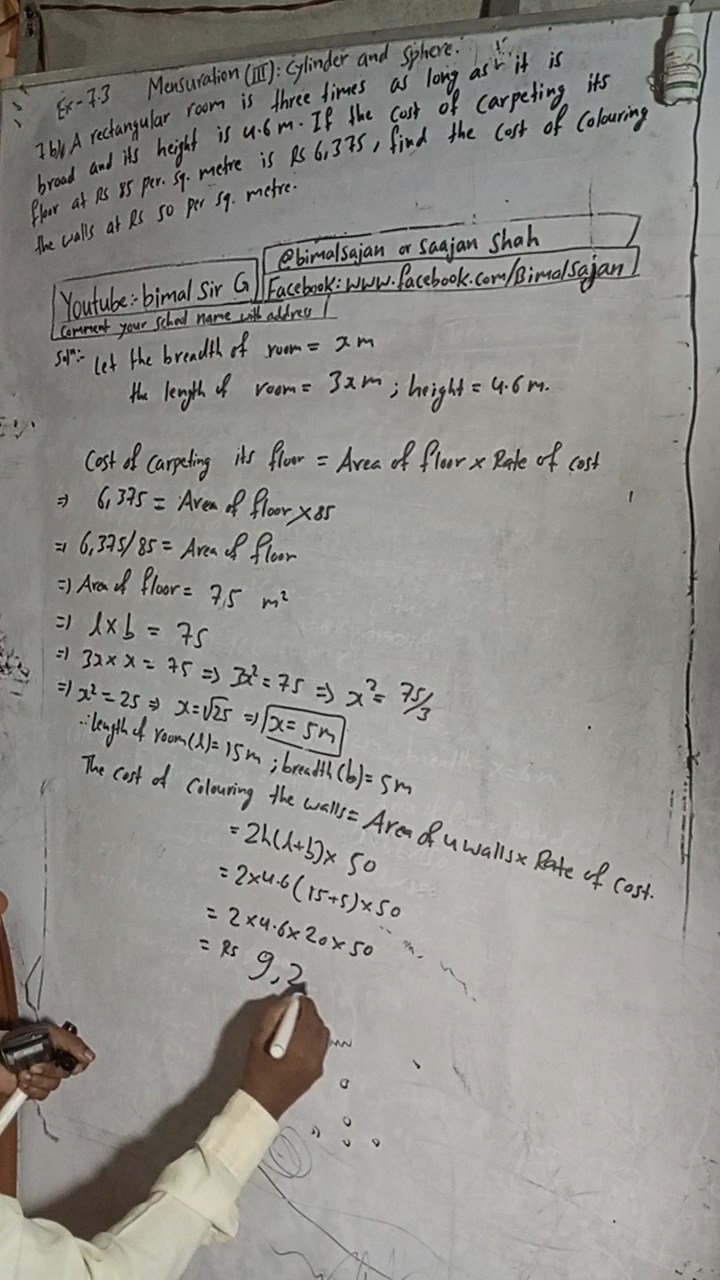 Ex-7.3 Mensuration (III): Cylinder and Sphere.
7 b) A rectangular room is three times as long as it is
broad and its height is 4.6 m. If the cost of carpeting its
floor at Rs 85 per. sq. metre is Rs 6,375, find the cost of colouring
the walls at Rs 50 per sq. metre.
@bimalsajan or saajan Shah
Youtube:- bimal Sir G
Facebook: www.facebook.com/Bimalsajan
comment your school name with address
Solⁿ:- Let the breadth of room = x m
the length of room = 3x m ; height = 4.6 m.
Cost of Carpeting its floor = Area of floor × Rate of cost
⇒ 6,375 = Area of floor × 85
⇒ 6,375/85 = Area of floor
⇒ Area of floor = 75 m²
⇒ l×b = 75
⇒ 3x × x = 75 ⇒ 3x² = 75 ⇒ x² = 75/3
⇒ x² = 25 ⇒ x = √25 ⇒ x = 5m
∴ length of room (l) = 15m ; breadth (b) = 5m
The cost of colouring the walls = Area of 4 walls × Rate of cost.
= 2h(l+b) × 50
= 2×4.6(15+5)×50
= 2×4.6×20×50
= Rs 9,2